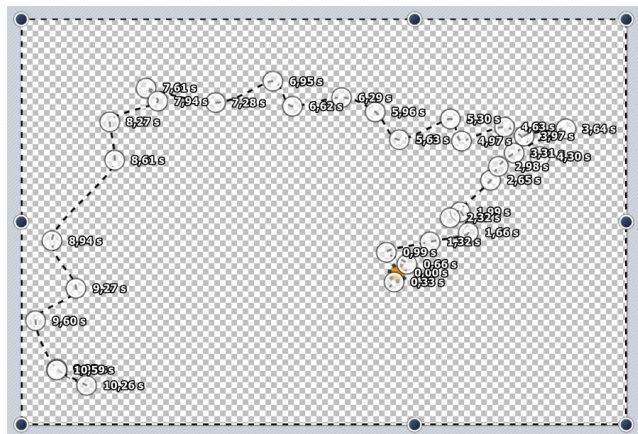 6,95 s
7,61 s
6,29 s
7,94 s
7,28 s
6,62 s
5,96 s
5,30 s
8,27 s
4,63 s
3,64 s
3,97 s
5,63 s
4,97 s
3,31
4,30 s
8,61 s
2,98 s
2,65 s
1,99 s
2,32 s
1,66 s
8,94 s
1,32 s
0,99 s
0,66 s
0,00 s
0,33 s
9,27 s
9,60 s
10,59 s
10,26 s